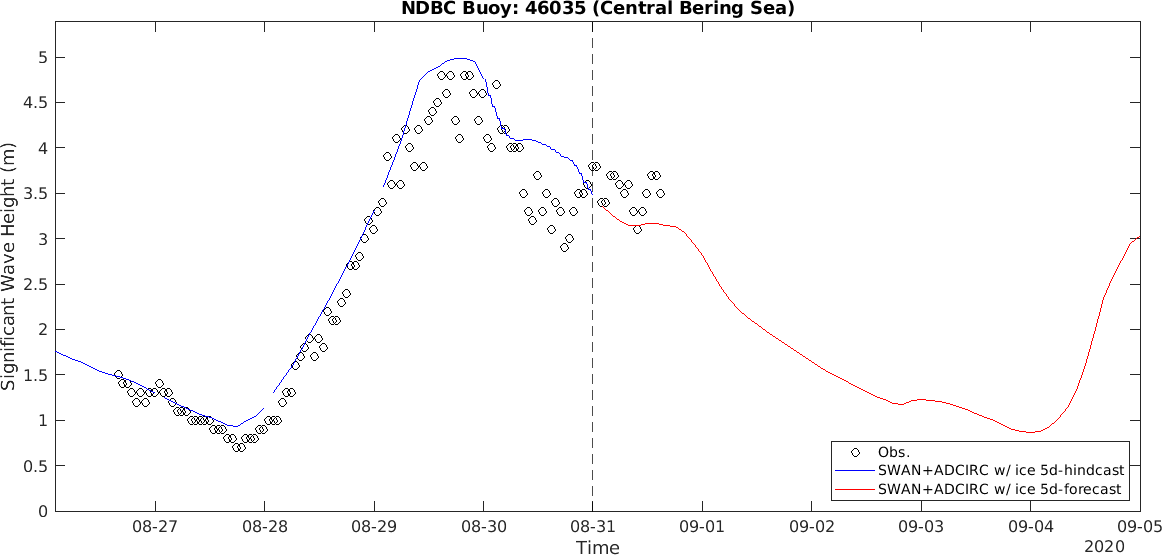 NDBC Buoy: 46035 (Central Bering Sea)
5
4.5
4
3.5
3
2.5
2
1.5
1
0.5
0
Significant Wave Height (m)
Obs.
SWAN+ADCIRC w/ ice 5d-hindcast
SWAN+ADCIRC w/ ice 5d-forecast
08-27 08-28 08-29 08-30 08-31 09-01 09-02 09-03 09-04 09-05
Time
2020